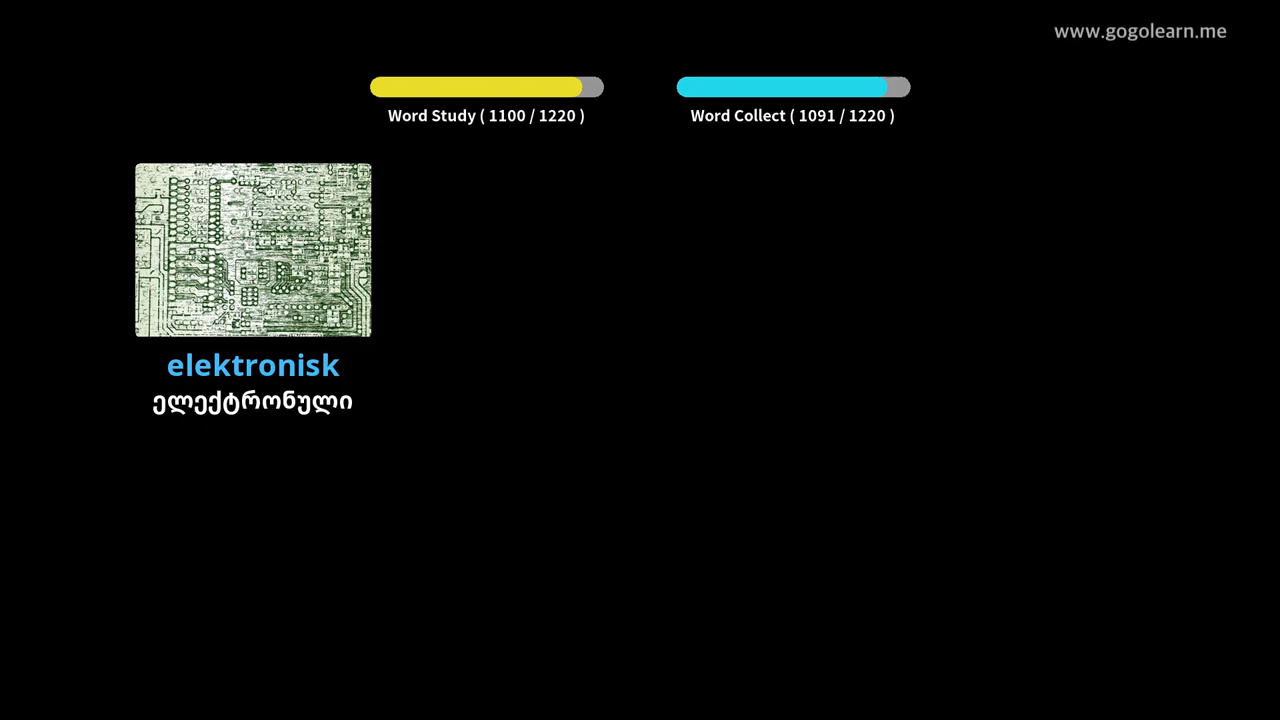 www.gogolearn.me
Word Study ( 1100 / 1220 )
Word Collect ( 1091 / 1220 )
elektronisk
ელექტრონული